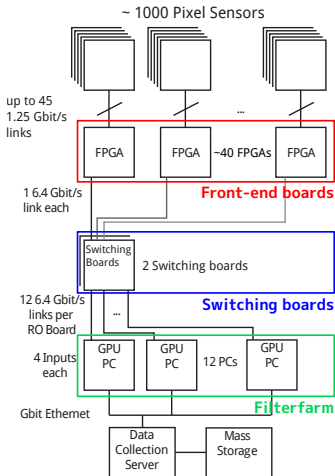 ~ 1000 Pixel Sensors
up to 45
1.25 Gbit/s
links
...
FPGA
FPGA
~40 FPGAs
FPGA
Front-end boards
1 6.4 Gbit/s
link each
Switching
Boards
2 Switching boards
Switching boards
12 6.4 Gbit/s
links per
RO Board
...
4 Inputs
each
GPU
PC
GPU
PC
12 PCs
GPU
PC
Filterfarm
Gbit Ethernet
Data
Collection
Server
Mass
Storage